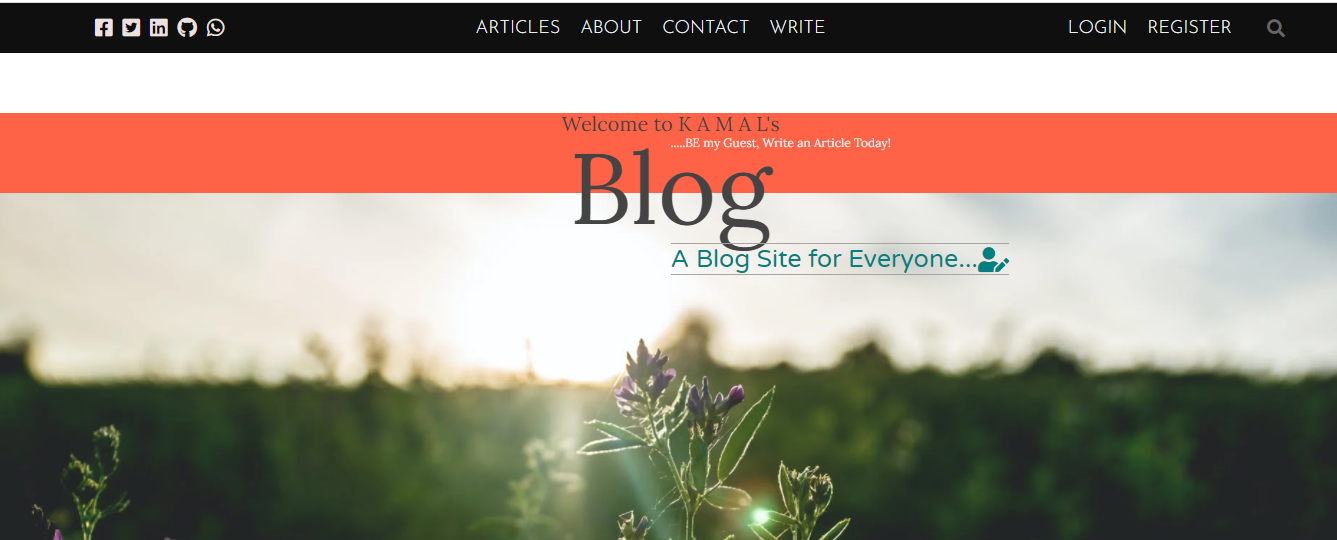 ARTICLES ABOUT CONTACT WRITE LOGIN REGISTER
Welcome to K A M A L's
.....BE my Guest, Write an Article Today!
Blog
A Blog Site for Everyone...